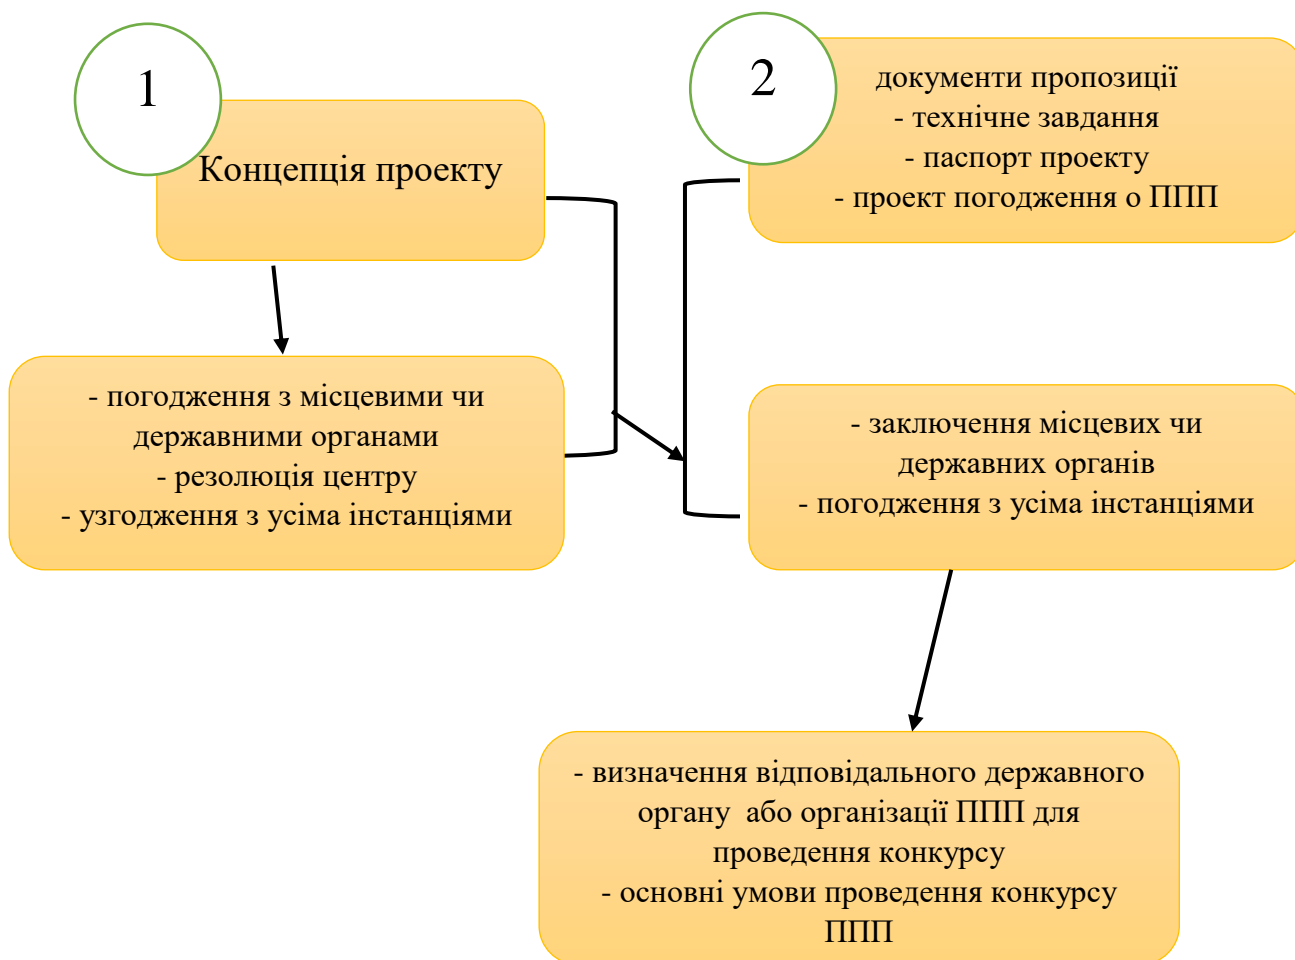 1
Концепція проекту
- погодження з місцевими чи
державними органами
- резолюція центру
- узгодження з усіма інстанціями
2
документи пропозиції
- технічне завдання
- паспорт проекту
- проект погодження о ППП
- заключення місцевих чи
державних органів
- погодження з усіма інстанціями
- визначення відповідального державного
органу або організації ППП для
проведення конкурсу
- основні умови проведення конкурсу
ППП